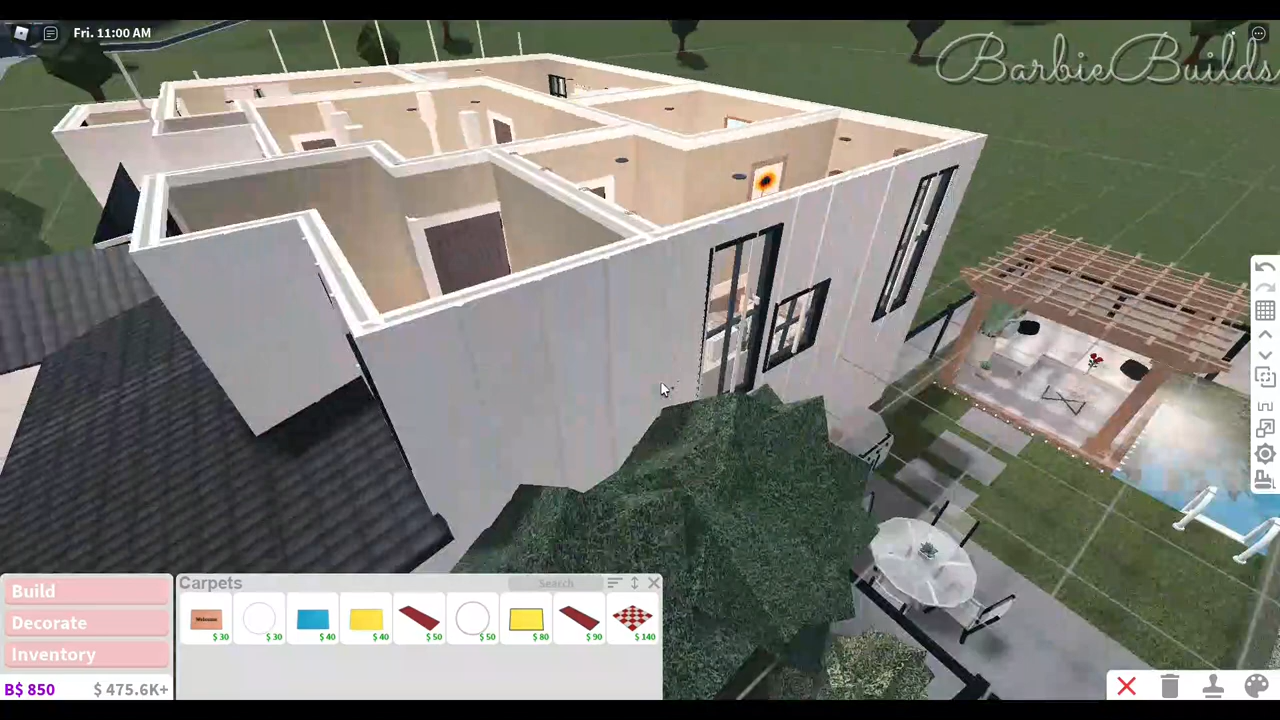 Fri. 11:00 AM
BarbieBuilds
Build
Decorate
Inventory
B$ 850
$ 475.6K+
Carpets
Search
Welcome
$ 30
$ 30
$ 40
$ 40
$ 50
$ 50
$ 80
$ 90
$ 140